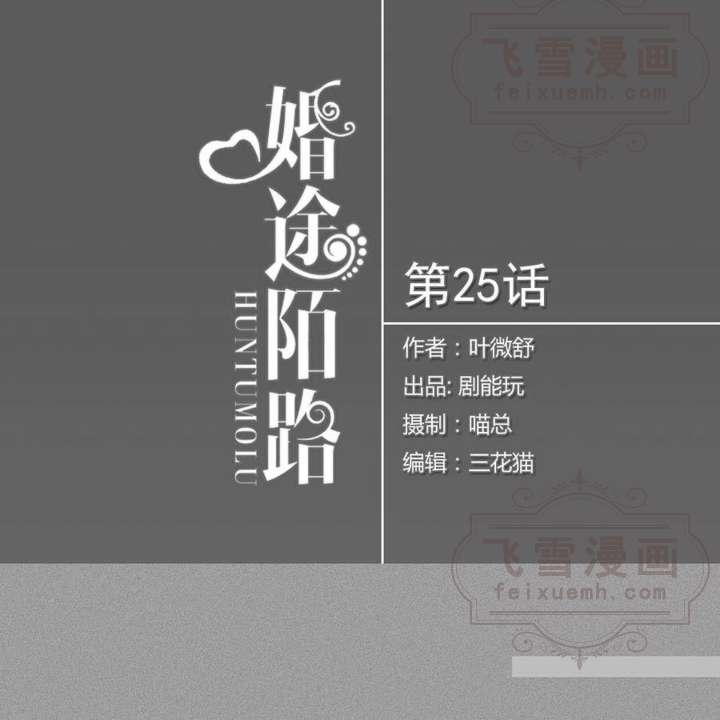 飞雪漫画
feixuemh.com
婚途陌路
HUNTUMOLU
第25话
作者：叶微舒
出品: 剧能玩
摄制：喵总
编辑：三花猫
飞雪漫画
feixuemh.com